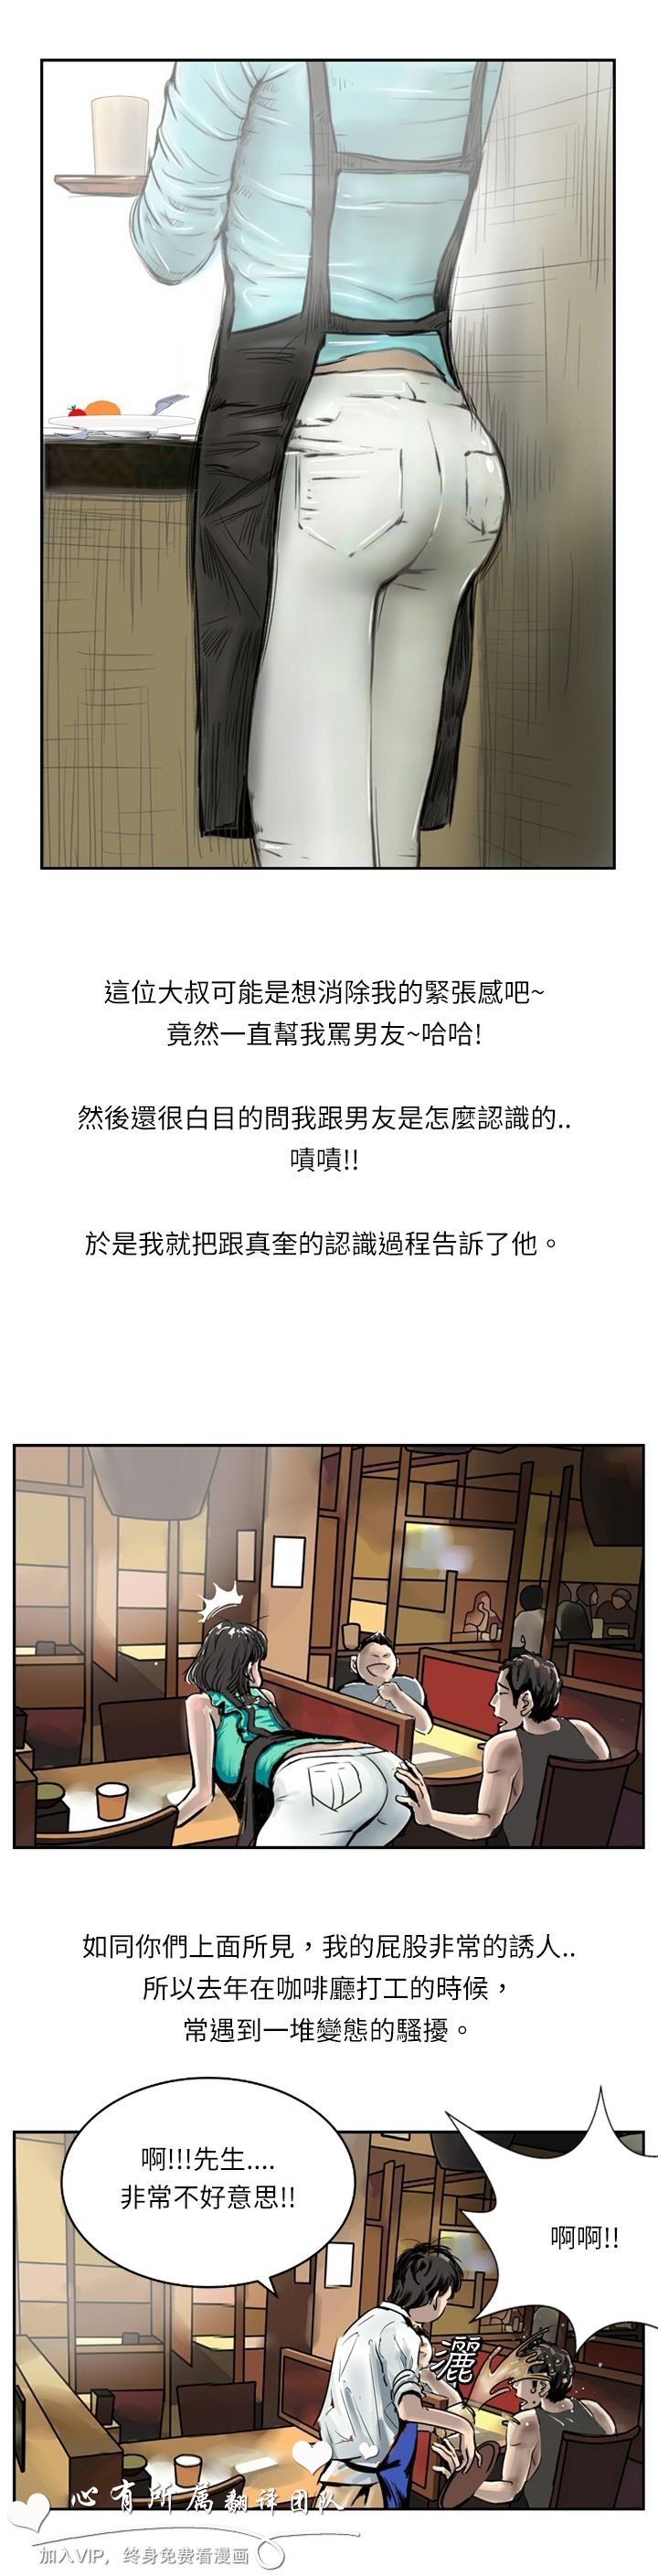 這位大叔可能是想消除我的緊張感吧~
竟然一直幫我罵男友~哈哈!
然後還很白目的問我跟男友是怎麼認識的..
嘖嘖!!
於是我就把跟真奎的認識過程告訴了他。
如同你們上面所見，我的屁股非常的誘人..
所以去年在咖啡廳打工的時候，
常遇到一堆變態的騷擾。
啊!!!先生....
非常不好意思!!
啊啊!!
灑
心有所属翻译团队
加入VIP，终身免费看漫画